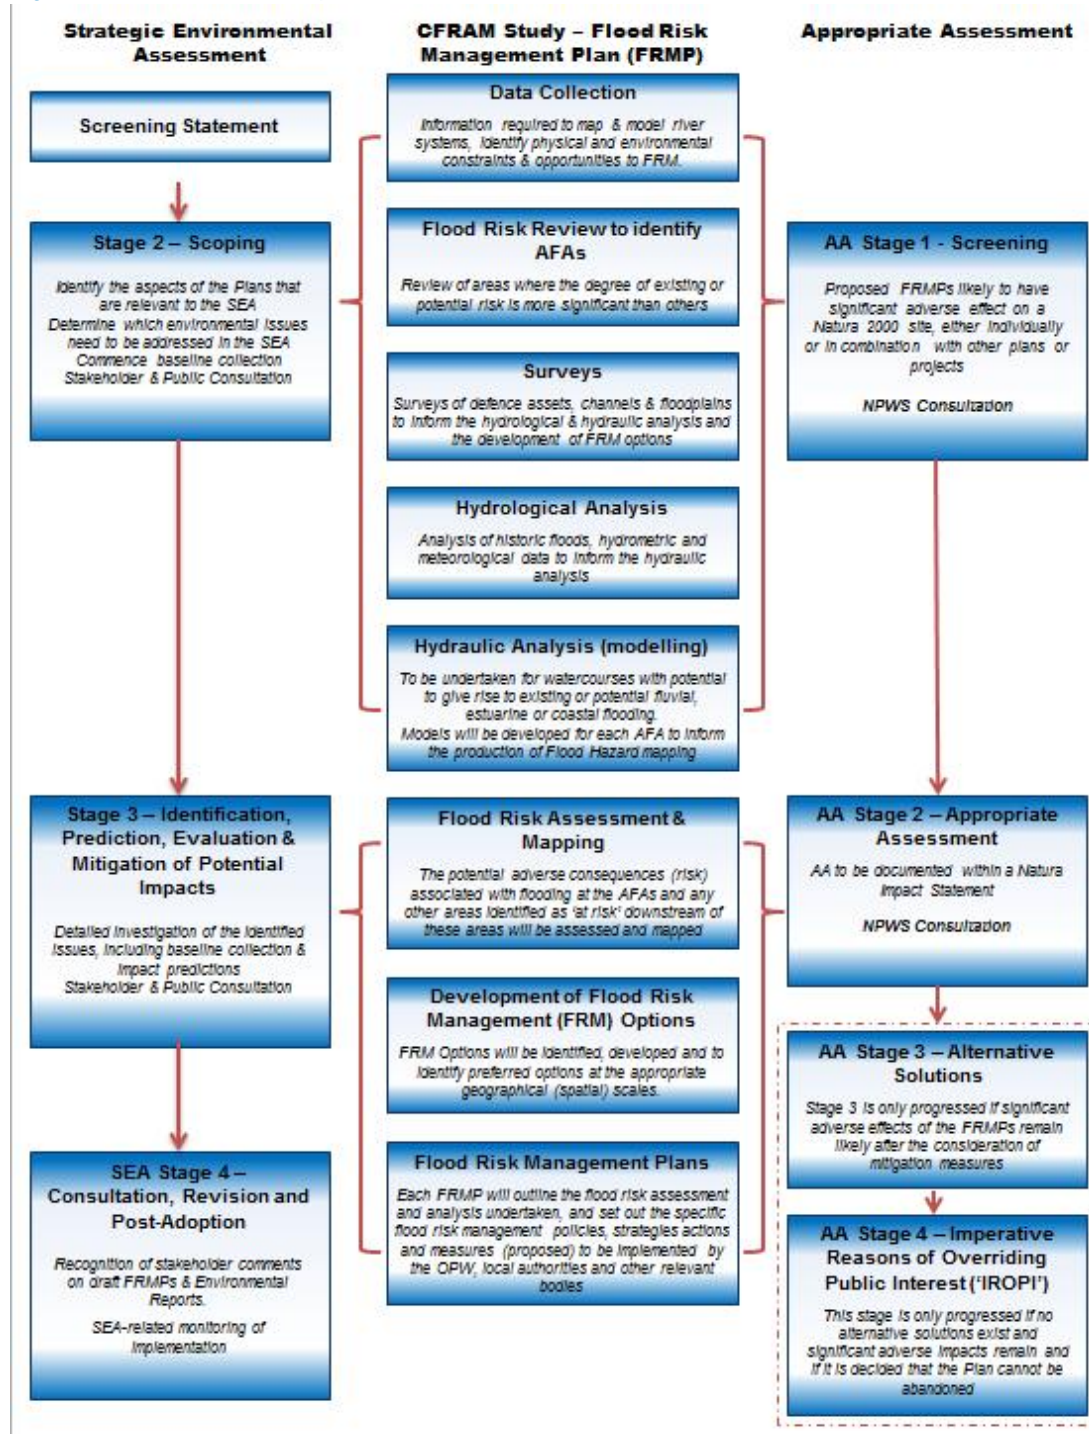 Strategic Environmental
Assessment
Screening Statement
Stage 2 – Scoping
Identify the aspects of the Plans that
are relevant to the SEA
Determine which environmental issues
need to be addressed in the SEA
Commence baseline collection
Stakeholder & Public Consultation
Stage 3 – Identification,
Prediction, Evaluation &
Mitigation of Potential
Impacts
Detailed investigation of the identified
issues, including baseline collection &
impact predictions
Stakeholder & Public Consultation
SEA Stage 4 –
Consultation, Revision and
Post-Adoption
Recognition of stakeholder comments
on draft FRMPs & Environmental
Reports.
SEA-related monitoring of
implementation
CFRAM Study – Flood Risk
Management Plan (FRMP)
Data Collection
Information required to map & model river
systems, identify physical and environmental
constraints & opportunities to FRM.
Flood Risk Review to identify
AFAs
Review of areas where the degree of existing or
potential risk is more significant than others
Surveys
Surveys of defence assets, channels & floodplains
to inform the hydrological & hydraulic analysis and
the development of FRM options
Hydrological Analysis
Analysis of historic floods, hydrometric and
meteorological data to inform the hydraulic
analysis
Hydraulic Analysis (modelling)
To be undertaken for watercourses with potential
to give rise to existing or potential fluvial,
estuarine or coastal flooding.
Models will be developed for each AFA to inform
the production of Flood Hazard mapping
Flood Risk Assessment &
Mapping
The potential adverse consequences (risk)
associated with flooding at the AFAs and any
other areas identified as 'at risk' downstream of
these areas will be assessed and mapped
Development of Flood Risk
Management (FRM) Options
FRM Options will be identified, developed and to
identify preferred options at the appropriate
geographical (spatial) scales.
Flood Risk Management Plans
Each FRMP will outline the flood risk assessment
and analysis undertaken, and set out the specific
flood risk management policies, strategies actions
and measures (proposed) to be implemented by
the OPW, local authorities and other relevant
bodies
Appropriate Assessment
AA Stage 1 - Screening
Proposed FRMPs likely to have
significant adverse effect on a
Natura 2000 site, either individually
or in combination with other plans or
projects
NPWS Consultation
AA Stage 2 – Appropriate
Assessment
AA to be documented within a Natura
Impact Statement
NPWS Consultation
AA Stage 3 – Alternative
Solutions
Stage 3 is only progressed if significant
adverse effects of the FRMPs remain
likely after the consideration of
mitigation measures
AA Stage 4 – Imperative
Reasons of Overriding
Public Interest ('IROPI')
This stage is only progressed if no
alternative solutions exist and
significant adverse impacts remain and
if it is decided that the Plan cannot be
abandoned